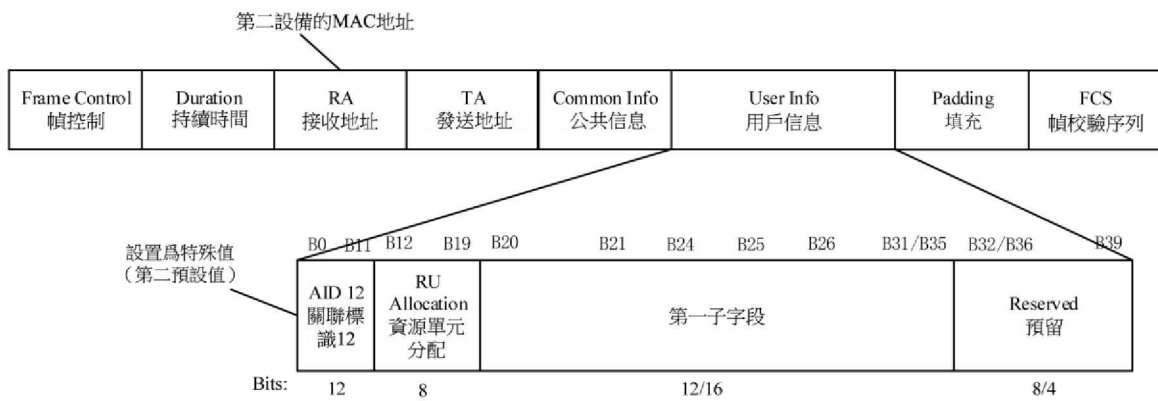 第二設備的MAC地址
Frame Control Duration RA TA Common Info User Info Padding FCS
幀控制 持續時間 接收地址 發送地址 公共信息 用戶信息 填充 幀校驗序列
B0 B11 B12 B19 B20 B21 B24 B25 B26 B31/B35 B32/B36 B39
設置爲特殊值
（第二預設值）
AID 12
關聯標
識12
RU
Allocation
資源單元
分配
第一子字段
Reserved
預留
Bits: 12 8 12/16 8/4